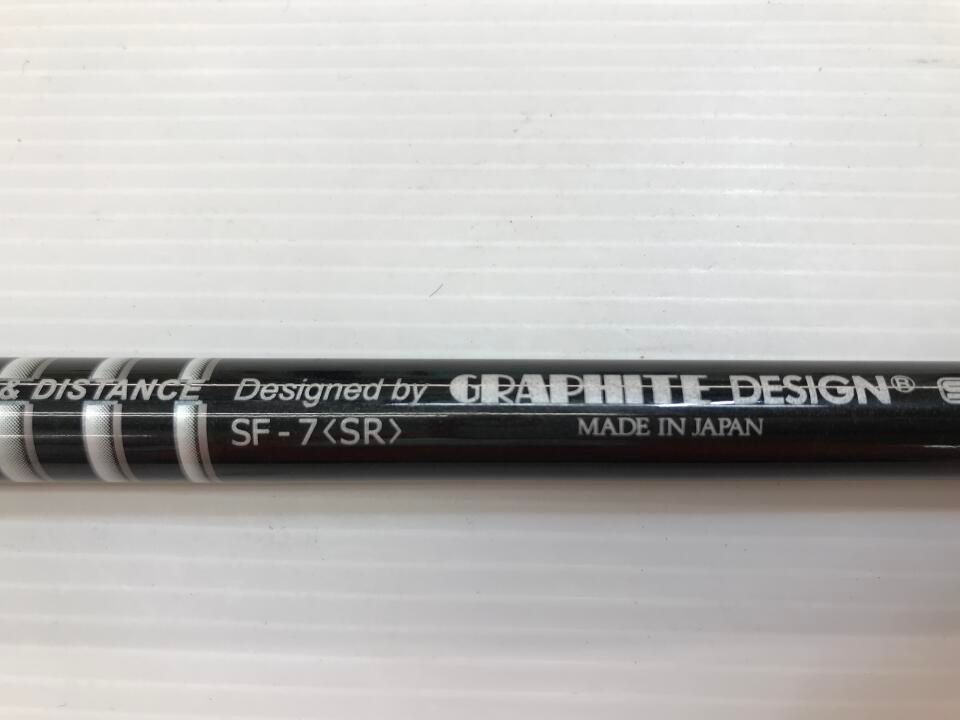 & DISTANCE Designed by GRAPHITE DESIGN®
SF-7<SR> MADE IN JAPAN